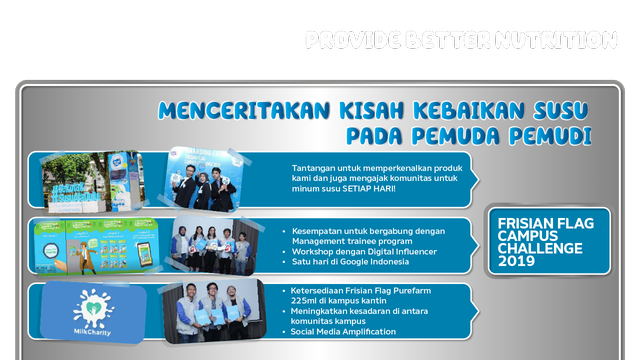 PROVIDE BETTER NUTRITION
MENCERITAKAN KISAH KEBAIKAN SUSU
PADA PEMUDA PEMUDI
Tantangan untuk memperkenalkan produk
kami dan juga mengajak komunitas untuk
minum susu SETIAP HARI!
• Kesempatan untuk bergabung dengan
Management trainee program
• Workshop dengan Digital Influencer
• Satu hari di Google Indonesia
FRISIAN FLAG
CAMPUS
CHALLENGE
2019
• Ketersediaan Frisian Flag Purefarm
225ml di kampus kantin
• Meningkatkan kesadaran di antara
komunitas kampus
• Social Media Amplification
MilkCharity